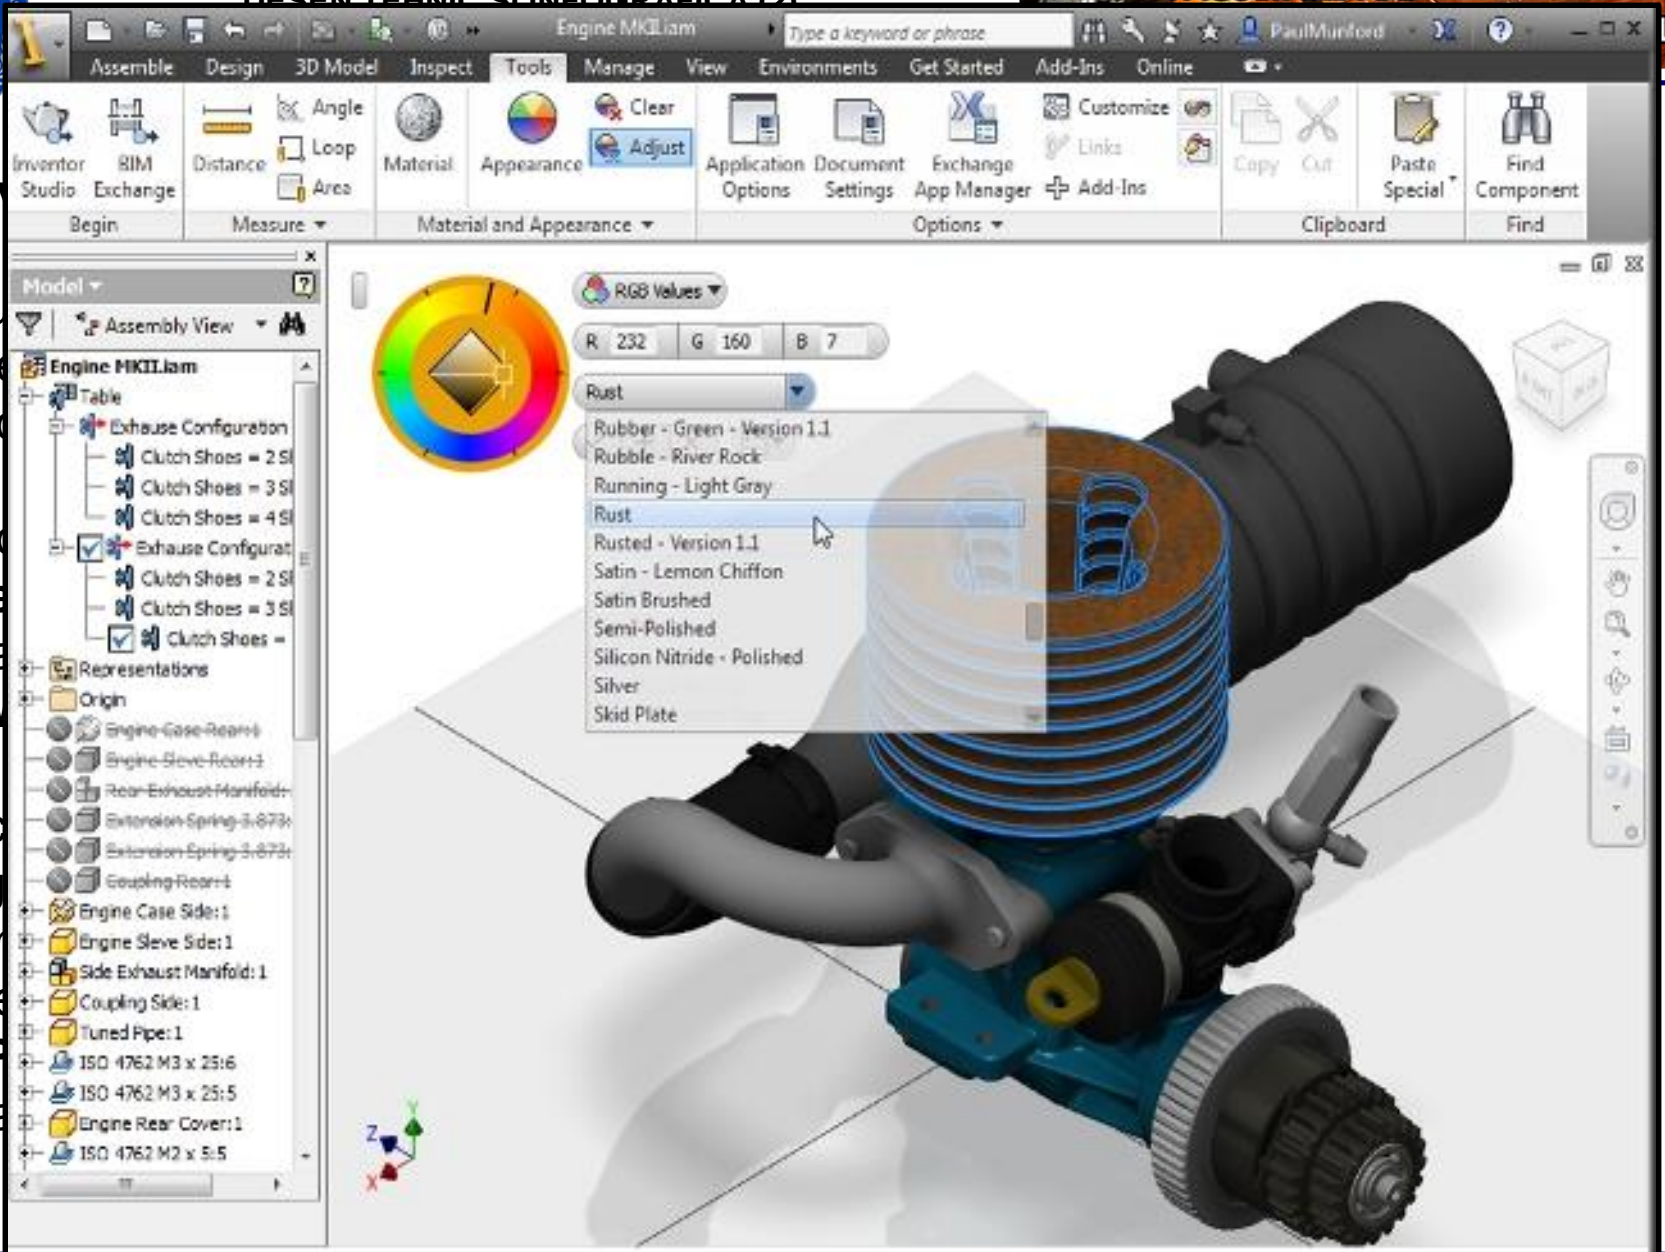 Engine MKII.iam
Type a keyword or phrase
PaulMunford
Assemble Design 3D Model Inspect Tools Manage View Environments Get Started Add-Ins Online
Inventor Studio
BIM Exchange
Begin
Distance
Angle
Loop
Area
Measure
Material
Appearance
Clear
Adjust
Material and Appearance
Application Options
Document Settings
Exchange App Manager
Customize
Links
Add-Ins
Options
Copy
Cut
Paste Special
Clipboard
Find Component
Find
Model
Assembly View
Engine MKII.iam
Table
Exhause Configuration
Clutch Shoes = 2 Sl
Clutch Shoes = 3 Sl
Clutch Shoes = 4 Sl
Exhause Configurat
Clutch Shoes = 2 Sl
Clutch Shoes = 3 Sl
Clutch Shoes =
Representations
Origin
Engine Case Rear:1
Engine Sleve Rear:1
Rear Exhaust Manifold:
Extension Spring 3.873:
Extension Spring 3.873:
Coupling Rear:1
Engine Case Side:1
Engine Sleve Side:1
Side Exhaust Manifold:1
Coupling Side:1
Tuned Pipe:1
ISO 4762 M3 x 25:6
ISO 4762 M3 x 25:5
Engine Rear Cover:1
ISO 4762 M2 x 5:5
RGB Values
R 232 G 160 B 7
Rust
Rubber - Green - Version 1.1
Rubble - River Rock
Running - Light Gray
Rust
Rusted - Version 1.1
Satin - Lemon Chiffon
Satin Brushed
Semi-Polished
Silicon Nitride - Polished
Silver
Skid Plate
Z
Y
X